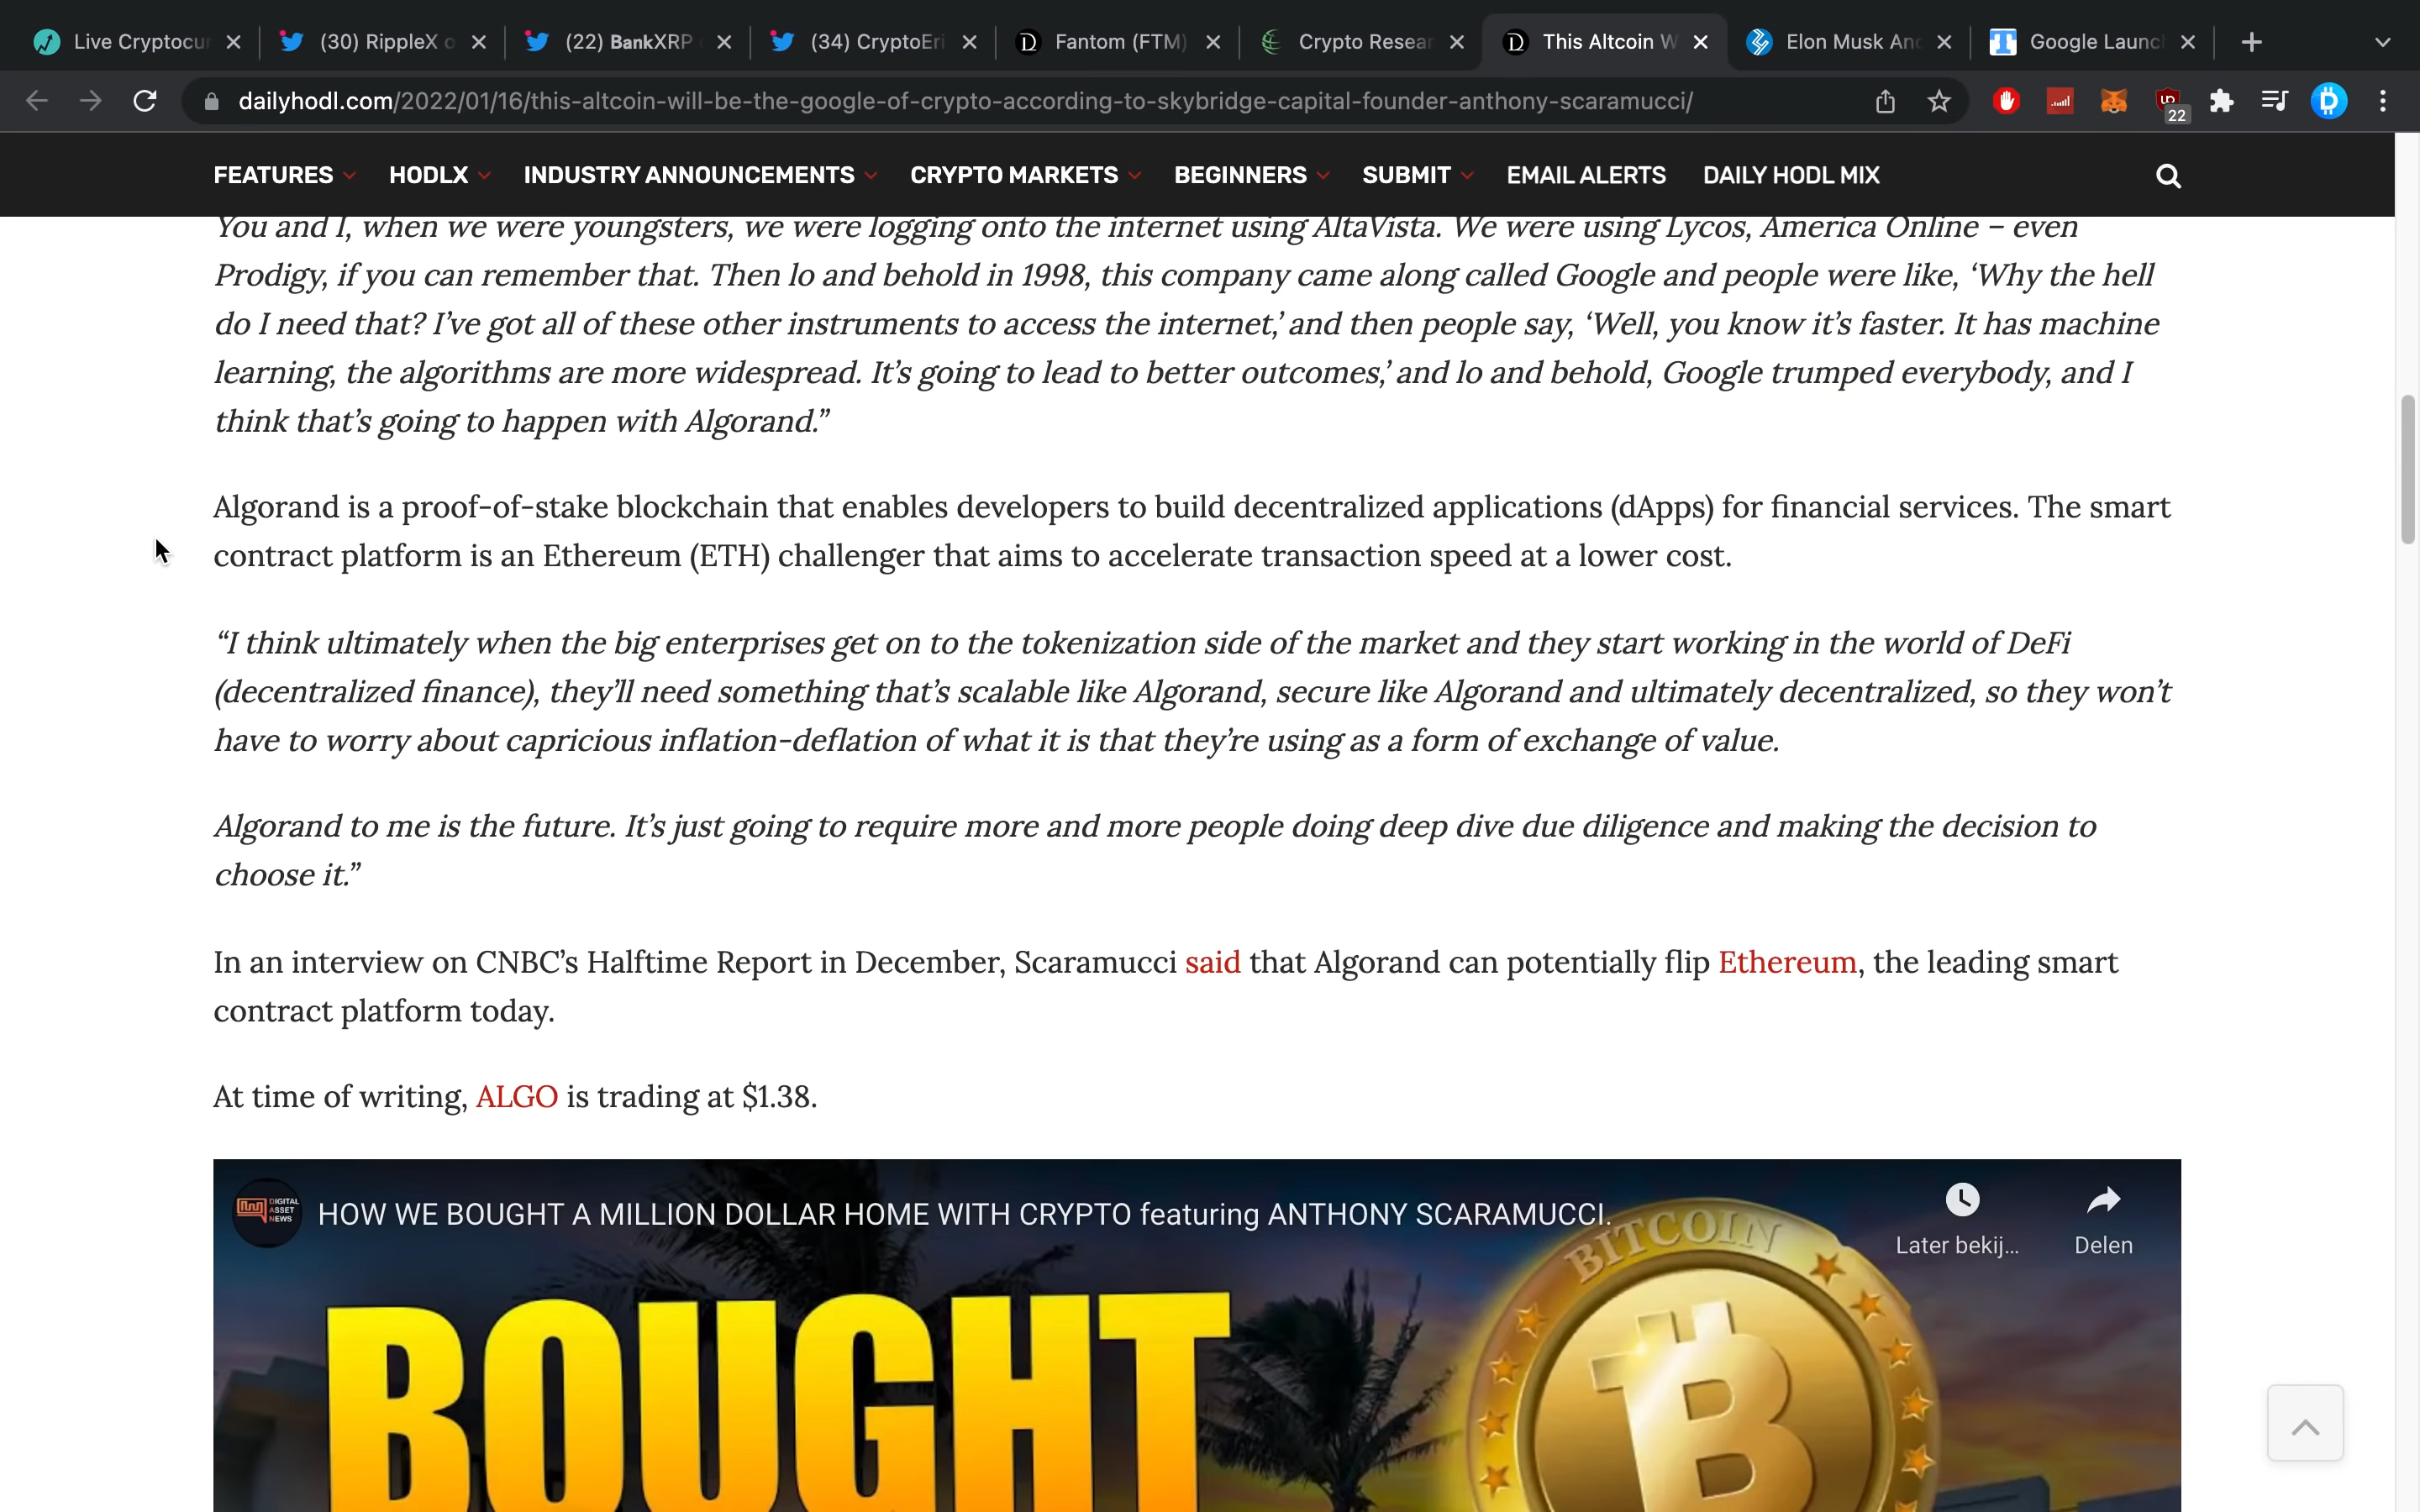 Live Cryptocur
(30) RippleX o
(22) BankXRP
(34) CryptoEri
Fantom (FTM)
Crypto Resear
This Altcoin W
Elon Musk And
Google Launc
dailyhodl.com/2022/01/16/this-altcoin-will-be-the-google-of-crypto-according-to-skybridge-capital-founder-anthony-scaramucci/
22
FEATURES HODLX INDUSTRY ANNOUNCEMENTS CRYPTO MARKETS BEGINNERS SUBMIT EMAIL ALERTS DAILY HODL MIX
You and I, when we were youngsters, we were logging onto the internet using AltaVista. We were using Lycos, America Online – even
Prodigy, if you can remember that. Then lo and behold in 1998, this company came along called Google and people were like, ‘Why the hell
do I need that? I’ve got all of these other instruments to access the internet,’ and then people say, ‘Well, you know it’s faster. It has machine
learning, the algorithms are more widespread. It’s going to lead to better outcomes,’ and lo and behold, Google trumped everybody, and I
think that’s going to happen with Algorand.”
Algorand is a proof-of-stake blockchain that enables developers to build decentralized applications (dApps) for financial services. The smart
contract platform is an Ethereum (ETH) challenger that aims to accelerate transaction speed at a lower cost.
“I think ultimately when the big enterprises get on to the tokenization side of the market and they start working in the world of DeFi
(decentralized finance), they’ll need something that’s scalable like Algorand, secure like Algorand and ultimately decentralized, so they won’t
have to worry about capricious inflation-deflation of what it is that they’re using as a form of exchange of value.
Algorand to me is the future. It’s just going to require more and more people doing deep dive due diligence and making the decision to
choose it.”
In an interview on CNBC’s Halftime Report in December, Scaramucci said that Algorand can potentially flip Ethereum, the leading smart
contract platform today.
At time of writing, ALGO is trading at $1.38.
DIGITAL
ASSET
NEWS
HOW WE BOUGHT A MILLION DOLLAR HOME WITH CRYPTO featuring ANTHONY SCARAMUCCI.
Later bekij...
Delen
BITCOIN
BOUGHT